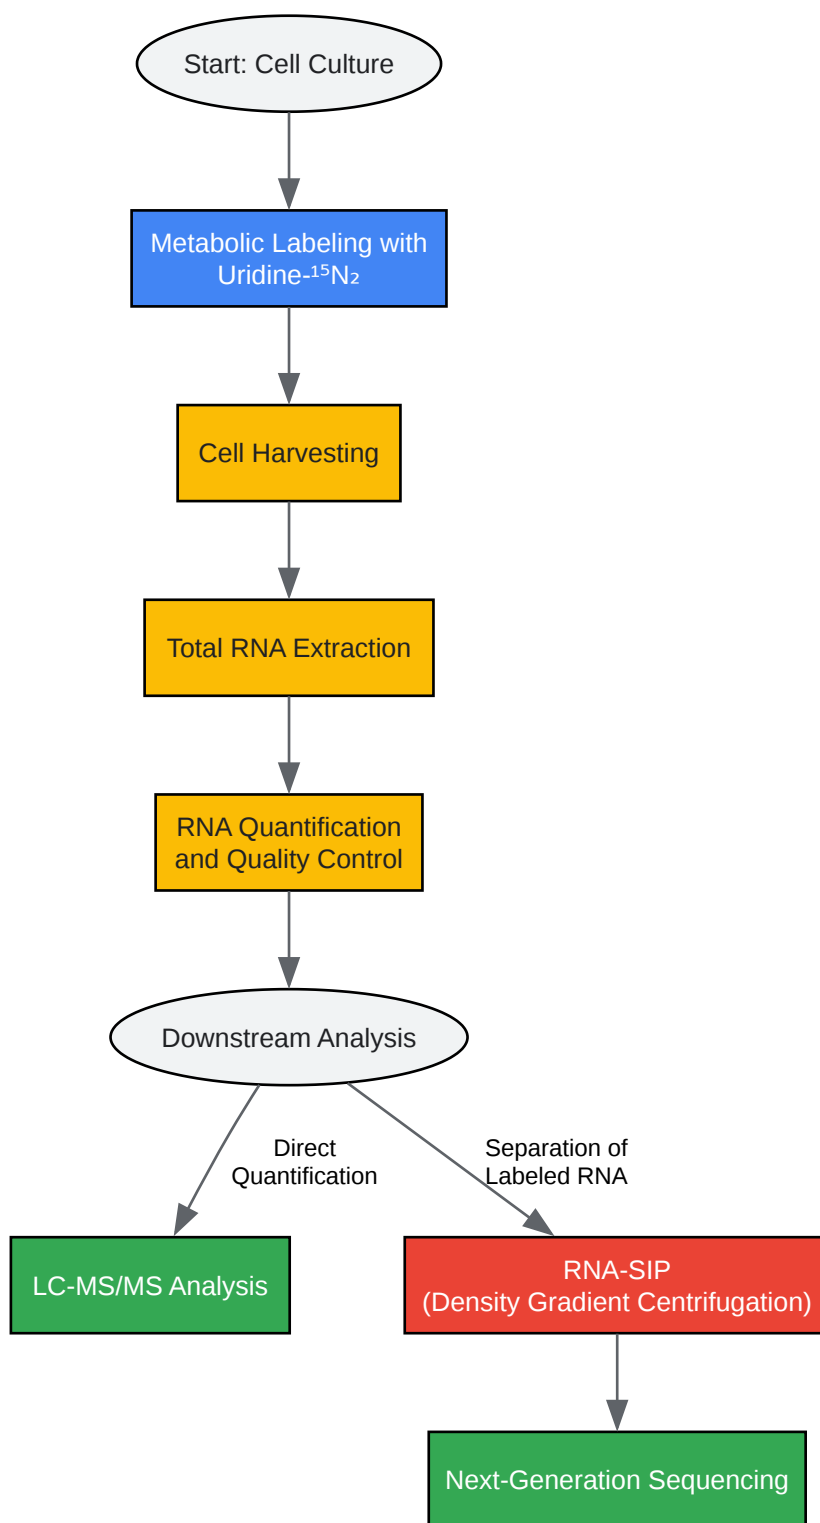 Start: Cell Culture
Metabolic Labeling with
Uridine-¹⁵N₂
Cell Harvesting
Total RNA Extraction
RNA Quantification
and Quality Control
Downstream Analysis
Direct
Quantification
Separation of
Labeled RNA
LC-MS/MS Analysis
RNA-SIP
(Density Gradient Centrifugation)
Next-Generation Sequencing